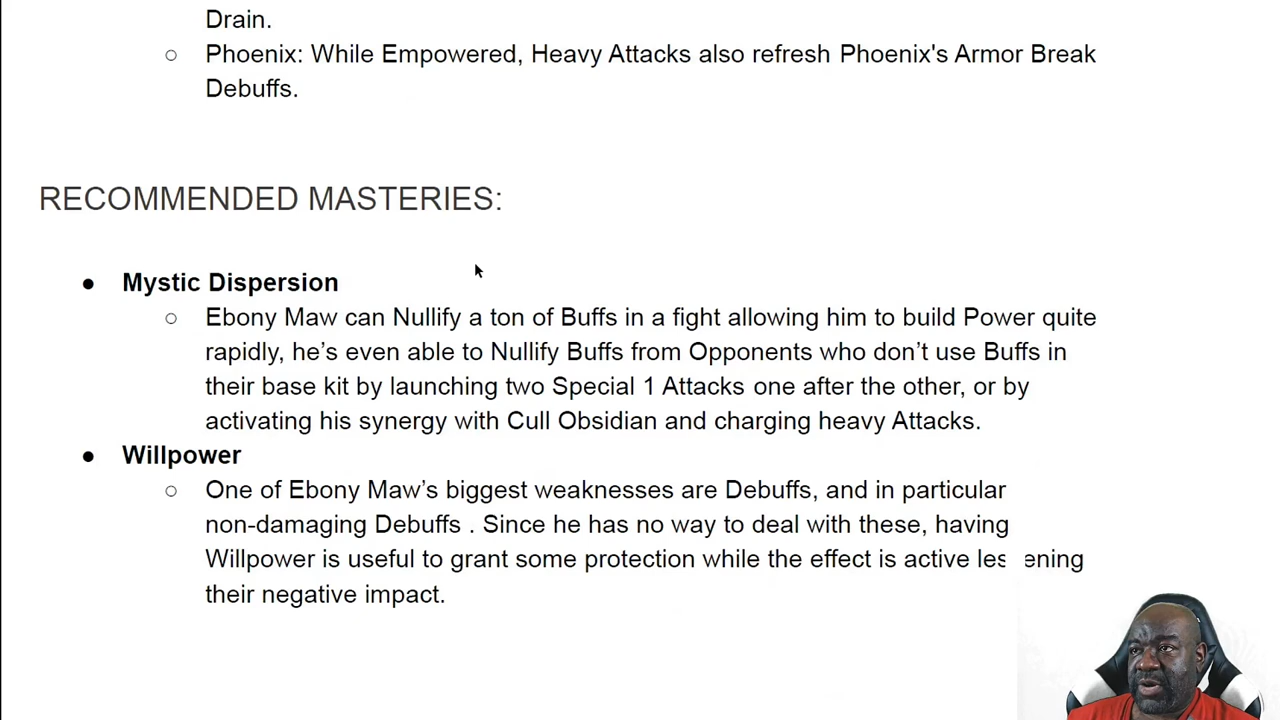 Drain.
○ Phoenix: While Empowered, Heavy Attacks also refresh Phoenix's Armor Break
Debuffs.
RECOMMENDED MASTERIES:
● Mystic Dispersion
○ Ebony Maw can Nullify a ton of Buffs in a fight allowing him to build Power quite
rapidly, he’s even able to Nullify Buffs from Opponents who don’t use Buffs in
their base kit by launching two Special 1 Attacks one after the other, or by
activating his synergy with Cull Obsidian and charging heavy Attacks.
● Willpower
○ One of Ebony Maw’s biggest weaknesses are Debuffs, and in particular
non-damaging Debuffs . Since he has no way to deal with these, having
Willpower is useful to grant some protection while the effect is active les ening
their negative impact.